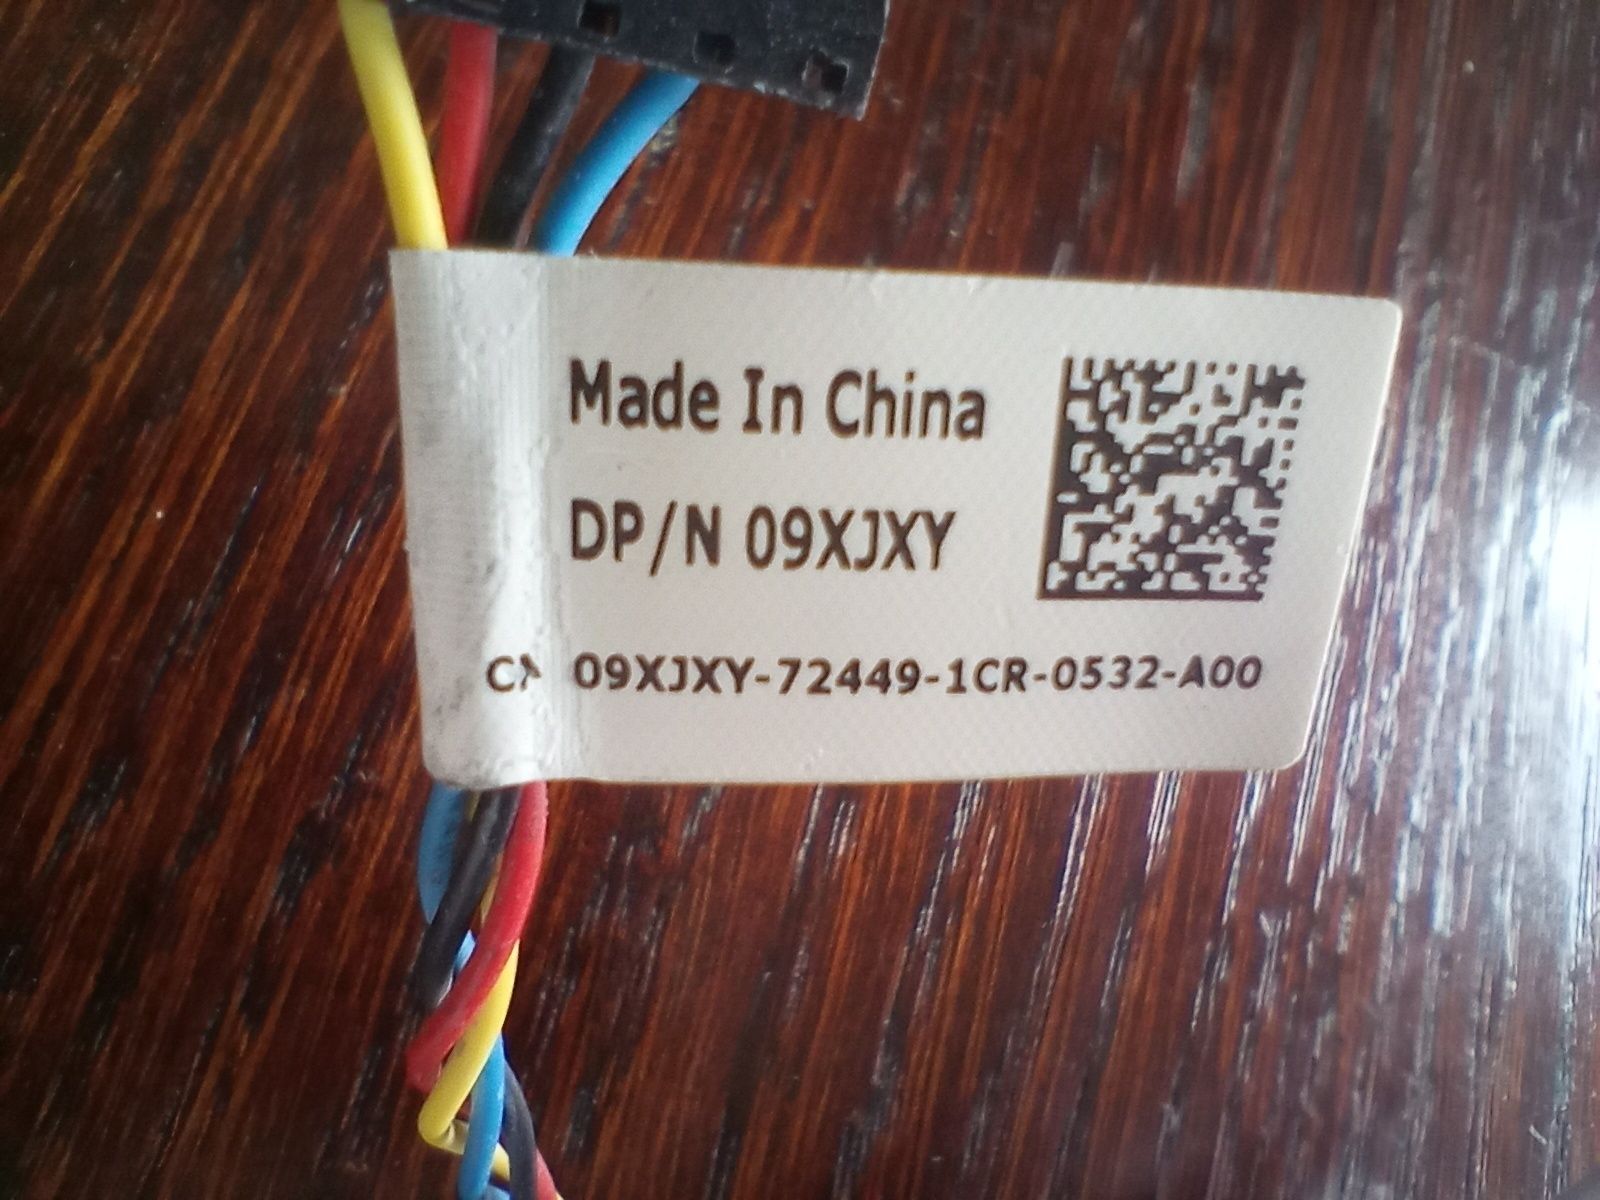 Made In China
DP/N 09XJXY
09XJXY-72449-1CR-0532-A00